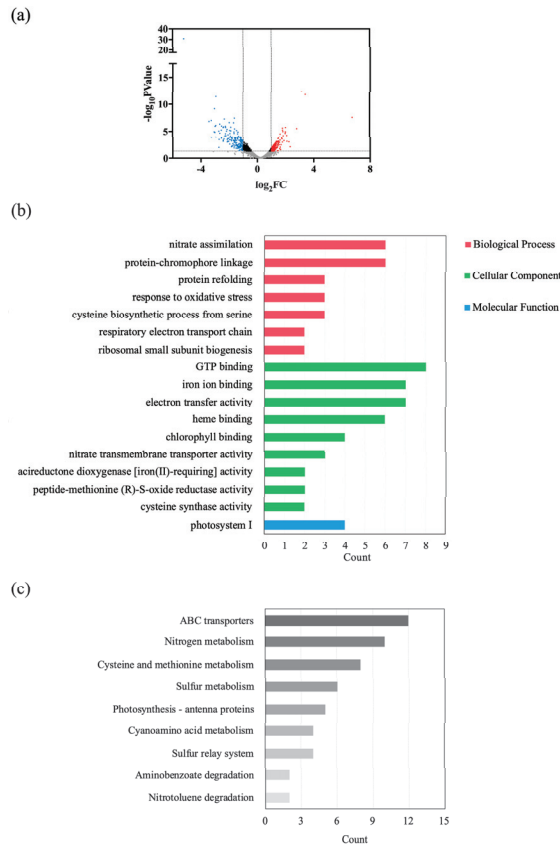 (a)
40
30
20
15
10
5
0
-log10PValue
-4
0
4
8
log2FC
(b)
nitrate assimilation
protein-chromophore linkage
protein refolding
response to oxidative stress
cysteine biosynthetic process from serine
respiratory electron transport chain
ribosomal small subunit biogenesis
GTP binding
iron ion binding
electron transfer activity
heme binding
chlorophyll binding
nitrate transmembrane transporter activity
acireductone dioxygenase [iron(II)-requiring] activity
peptide-methionine (R)-S-oxide reductase activity
cysteine synthase activity
photosystem I
0 1 2 3 4 5 6 7 8 9
Count
Biological Process
Cellular Component
Molecular Function
(c)
ABC transporters
Nitrogen metabolism
Cysteine and methionine metabolism
Sulfur metabolism
Photosynthesis - antenna proteins
Cyanoamino acid metabolism
Sulfur relay system
Aminobenzoate degradation
Nitrotoluene degradation
0 3 6 9 12 15
Count